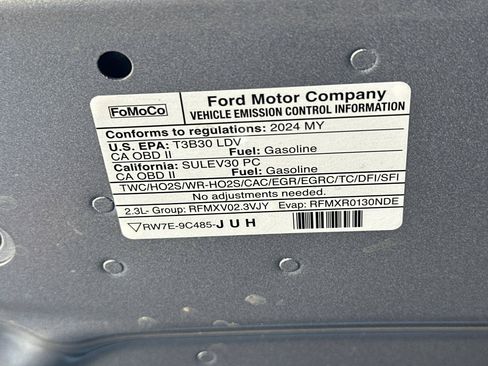 FoMoCo
Ford Motor Company
VEHICLE EMISSION CONTROL INFORMATION
Conforms to regulations: 2024 MY
U.S. EPA: T3B30 LDV
CA OBD II Fuel: Gasoline
California: SULEV30 PC
CA OBD II Fuel: Gasoline
TWC/HO2S/WR-HO2S/CAC/EGR/EGRC/TC/DFI/SFI
No adjustments needed.
2.3L- Group: RFMXV02.3VJY Evap: RFMXR0130NDE
RW7E-9C485-JUH